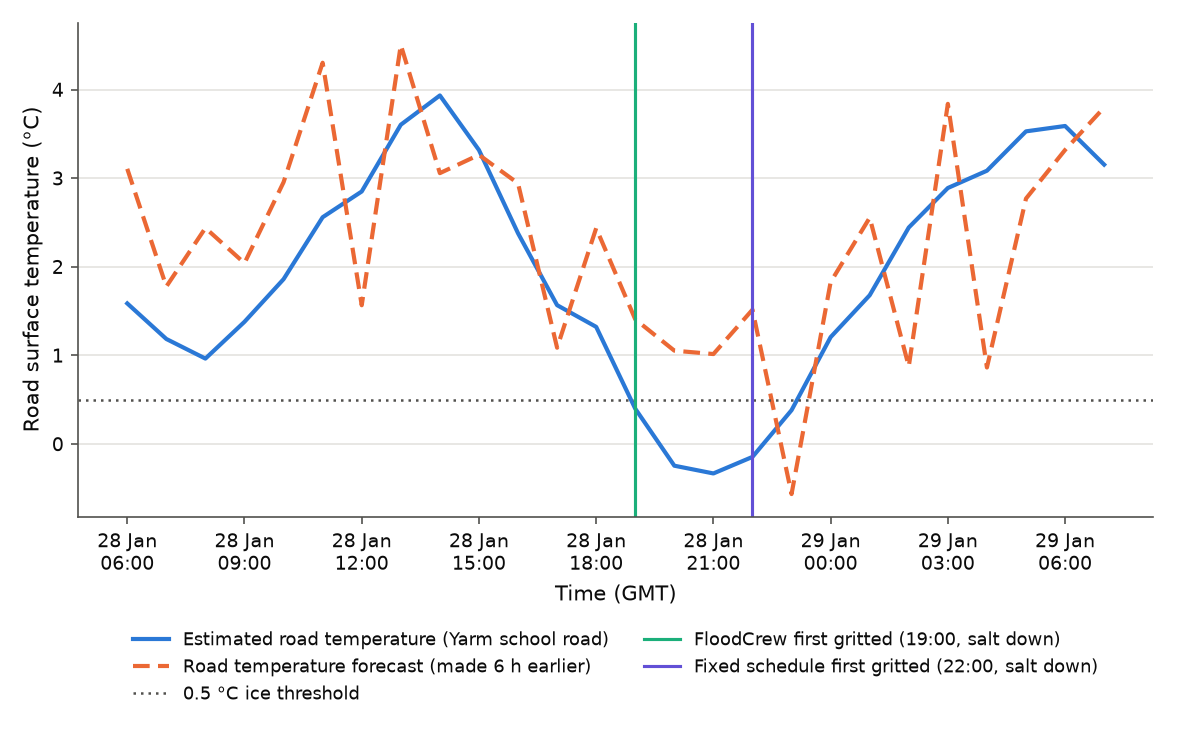 Road surface temperature (°C)
4
3
2
1
0
28 Jan 06:00
28 Jan 09:00
28 Jan 12:00
28 Jan 15:00
28 Jan 18:00
28 Jan 21:00
29 Jan 00:00
29 Jan 03:00
29 Jan 06:00
Time (GMT)
Estimated road temperature (Yarm school road)
Road temperature forecast (made 6 h earlier)
0.5 °C ice threshold
FloodCrew first gritted (19:00, salt down)
Fixed schedule first gritted (22:00, salt down)